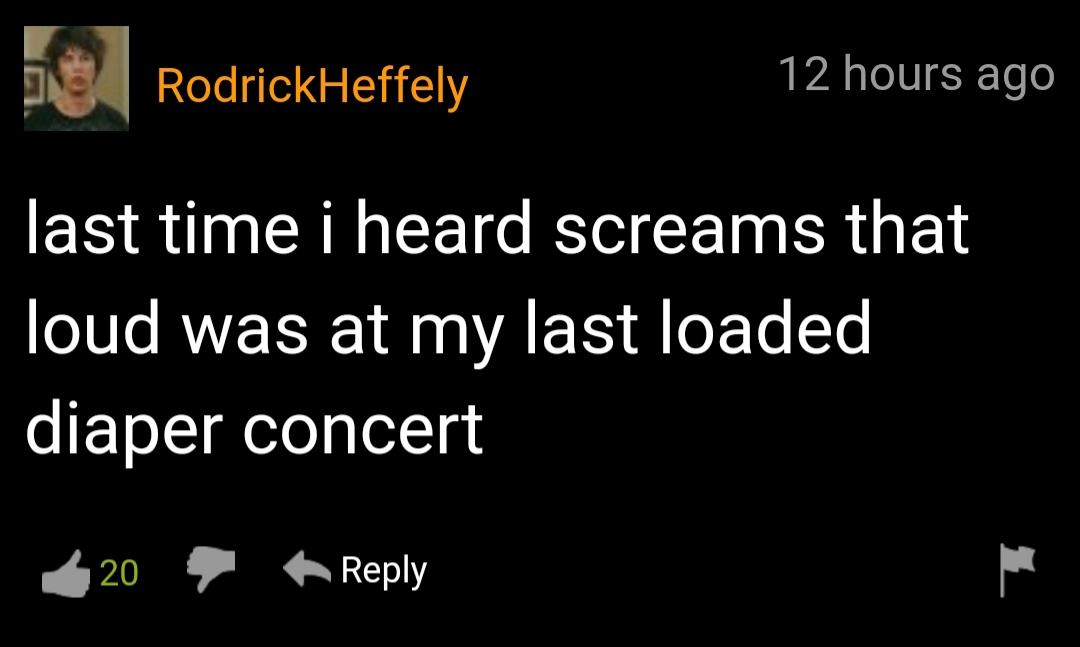 RodrickHeffely
12 hours ago
last time i heard screams that
loud was at my last loaded
diaper concert
20
Reply